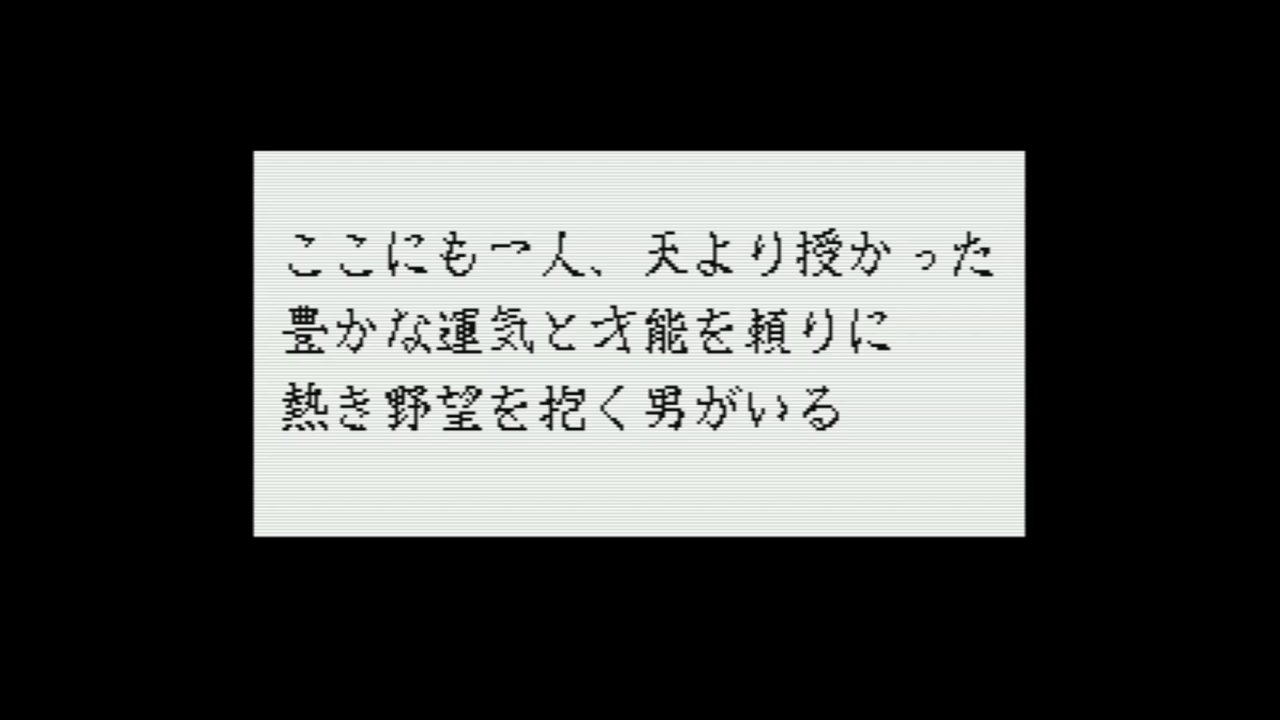 ここにも一人、天より授かった
豊かな運気と才能を頼りに
熱き野望を抱く男がいる